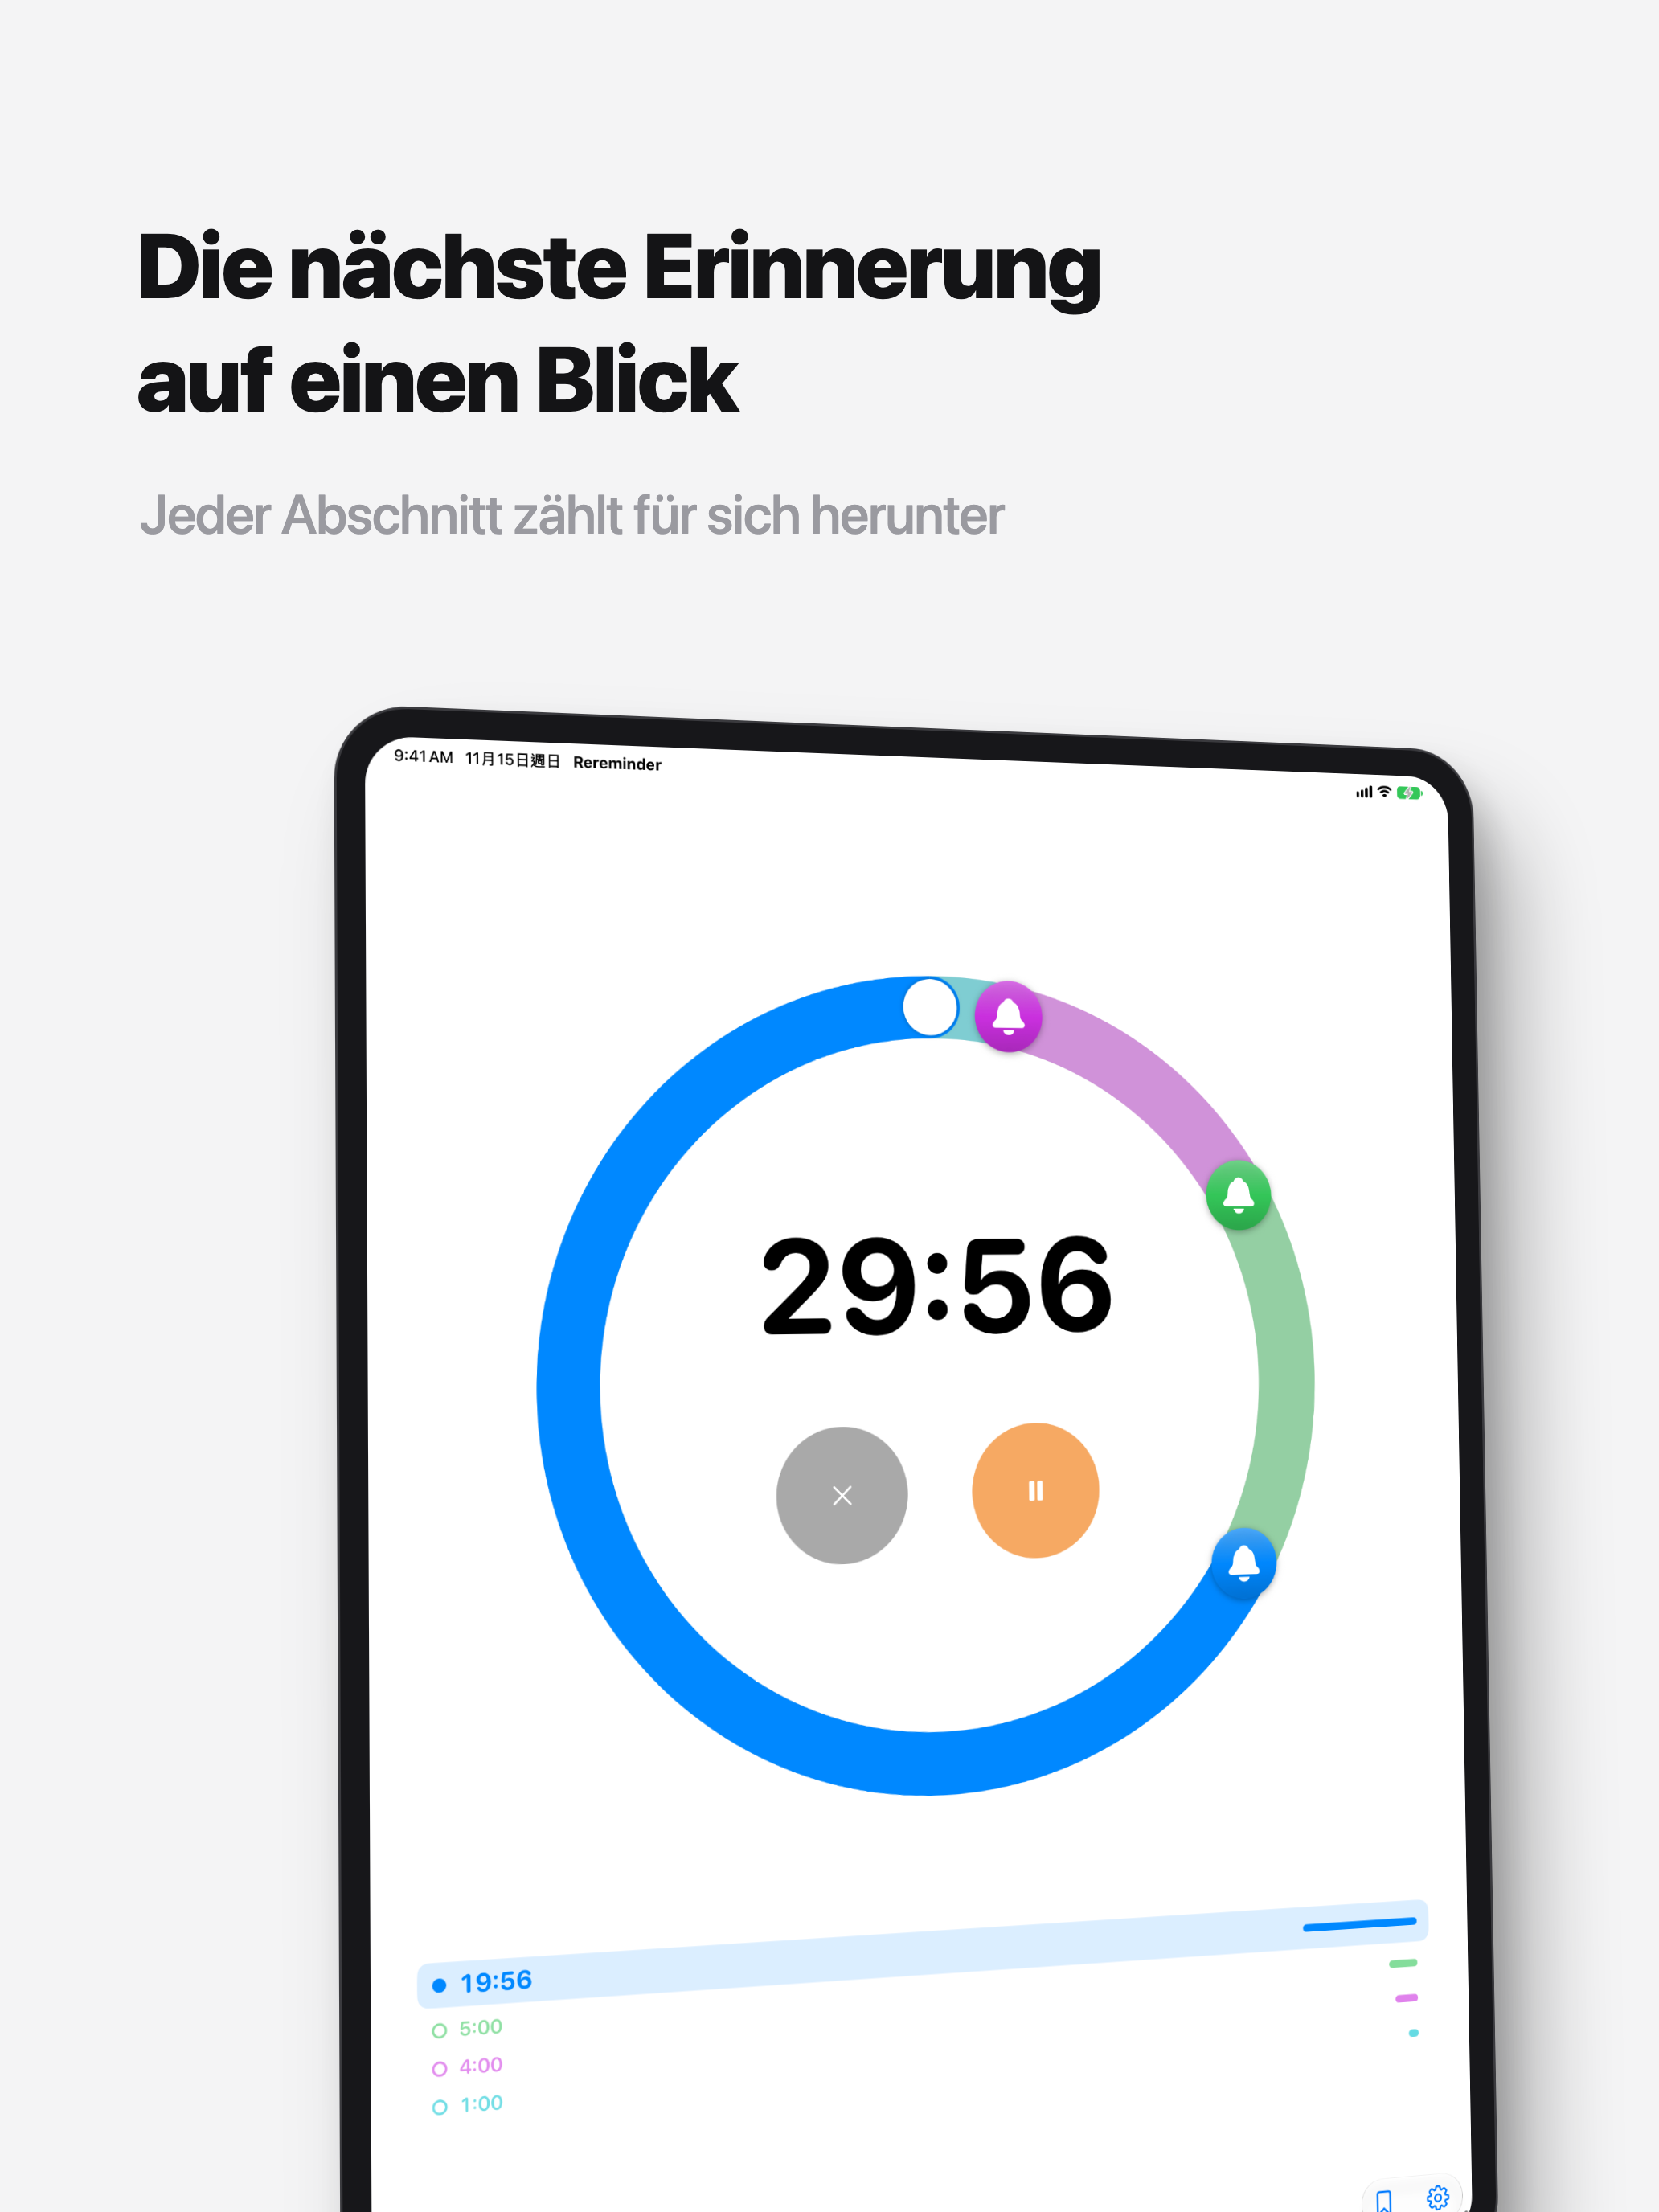 Die nächste Erinnerung
auf einen Blick
Jeder Abschnitt zählt für sich herunter
9:41 AM 11月15日週日 Rereminder
29:56
19:56
5:00
4:00
1:00